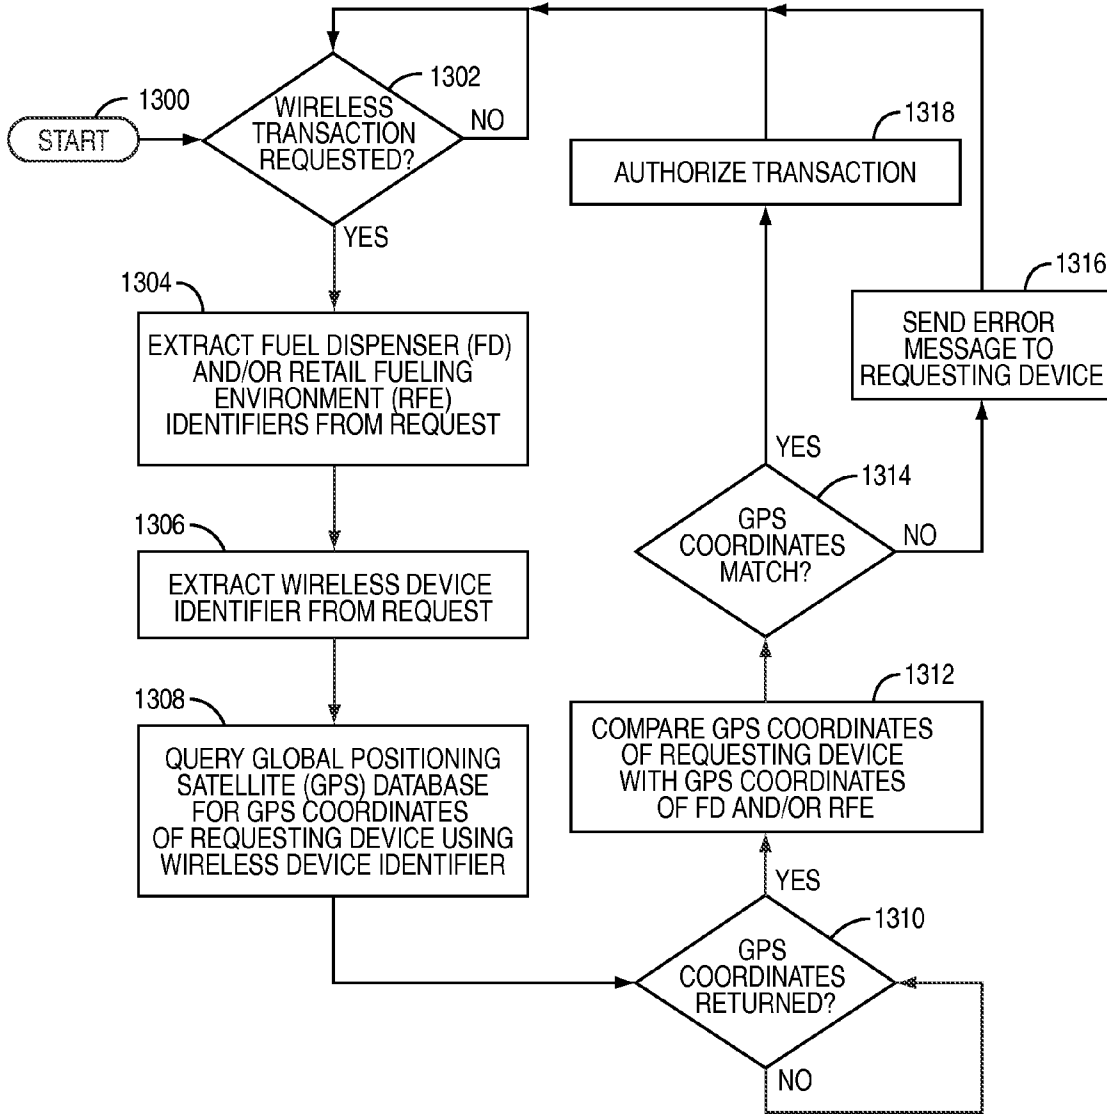 1300
START
1302
WIRELESS
TRANSACTION
REQUESTED?
NO
YES
1304
EXTRACT FUEL DISPENSER (FD)
AND/OR RETAIL FUELING
ENVIRONMENT (RFE)
IDENTIFIERS FROM REQUEST
1306
EXTRACT WIRELESS DEVICE
IDENTIFIER FROM REQUEST
1308
QUERY GLOBAL POSITIONING
SATELLITE (GPS) DATABASE
FOR GPS COORDINATES
OF REQUESTING DEVICE USING
WIRELESS DEVICE IDENTIFIER
1310
GPS
COORDINATES
RETURNED?
NO
YES
1312
COMPARE GPS COORDINATES
OF REQUESTING DEVICE
WITH GPS COORDINATES
OF FD AND/OR RFE
1314
GPS
COORDINATES
MATCH?
NO
YES
1316
SEND ERROR
MESSAGE TO
REQUESTING DEVICE
1318
AUTHORIZE TRANSACTION